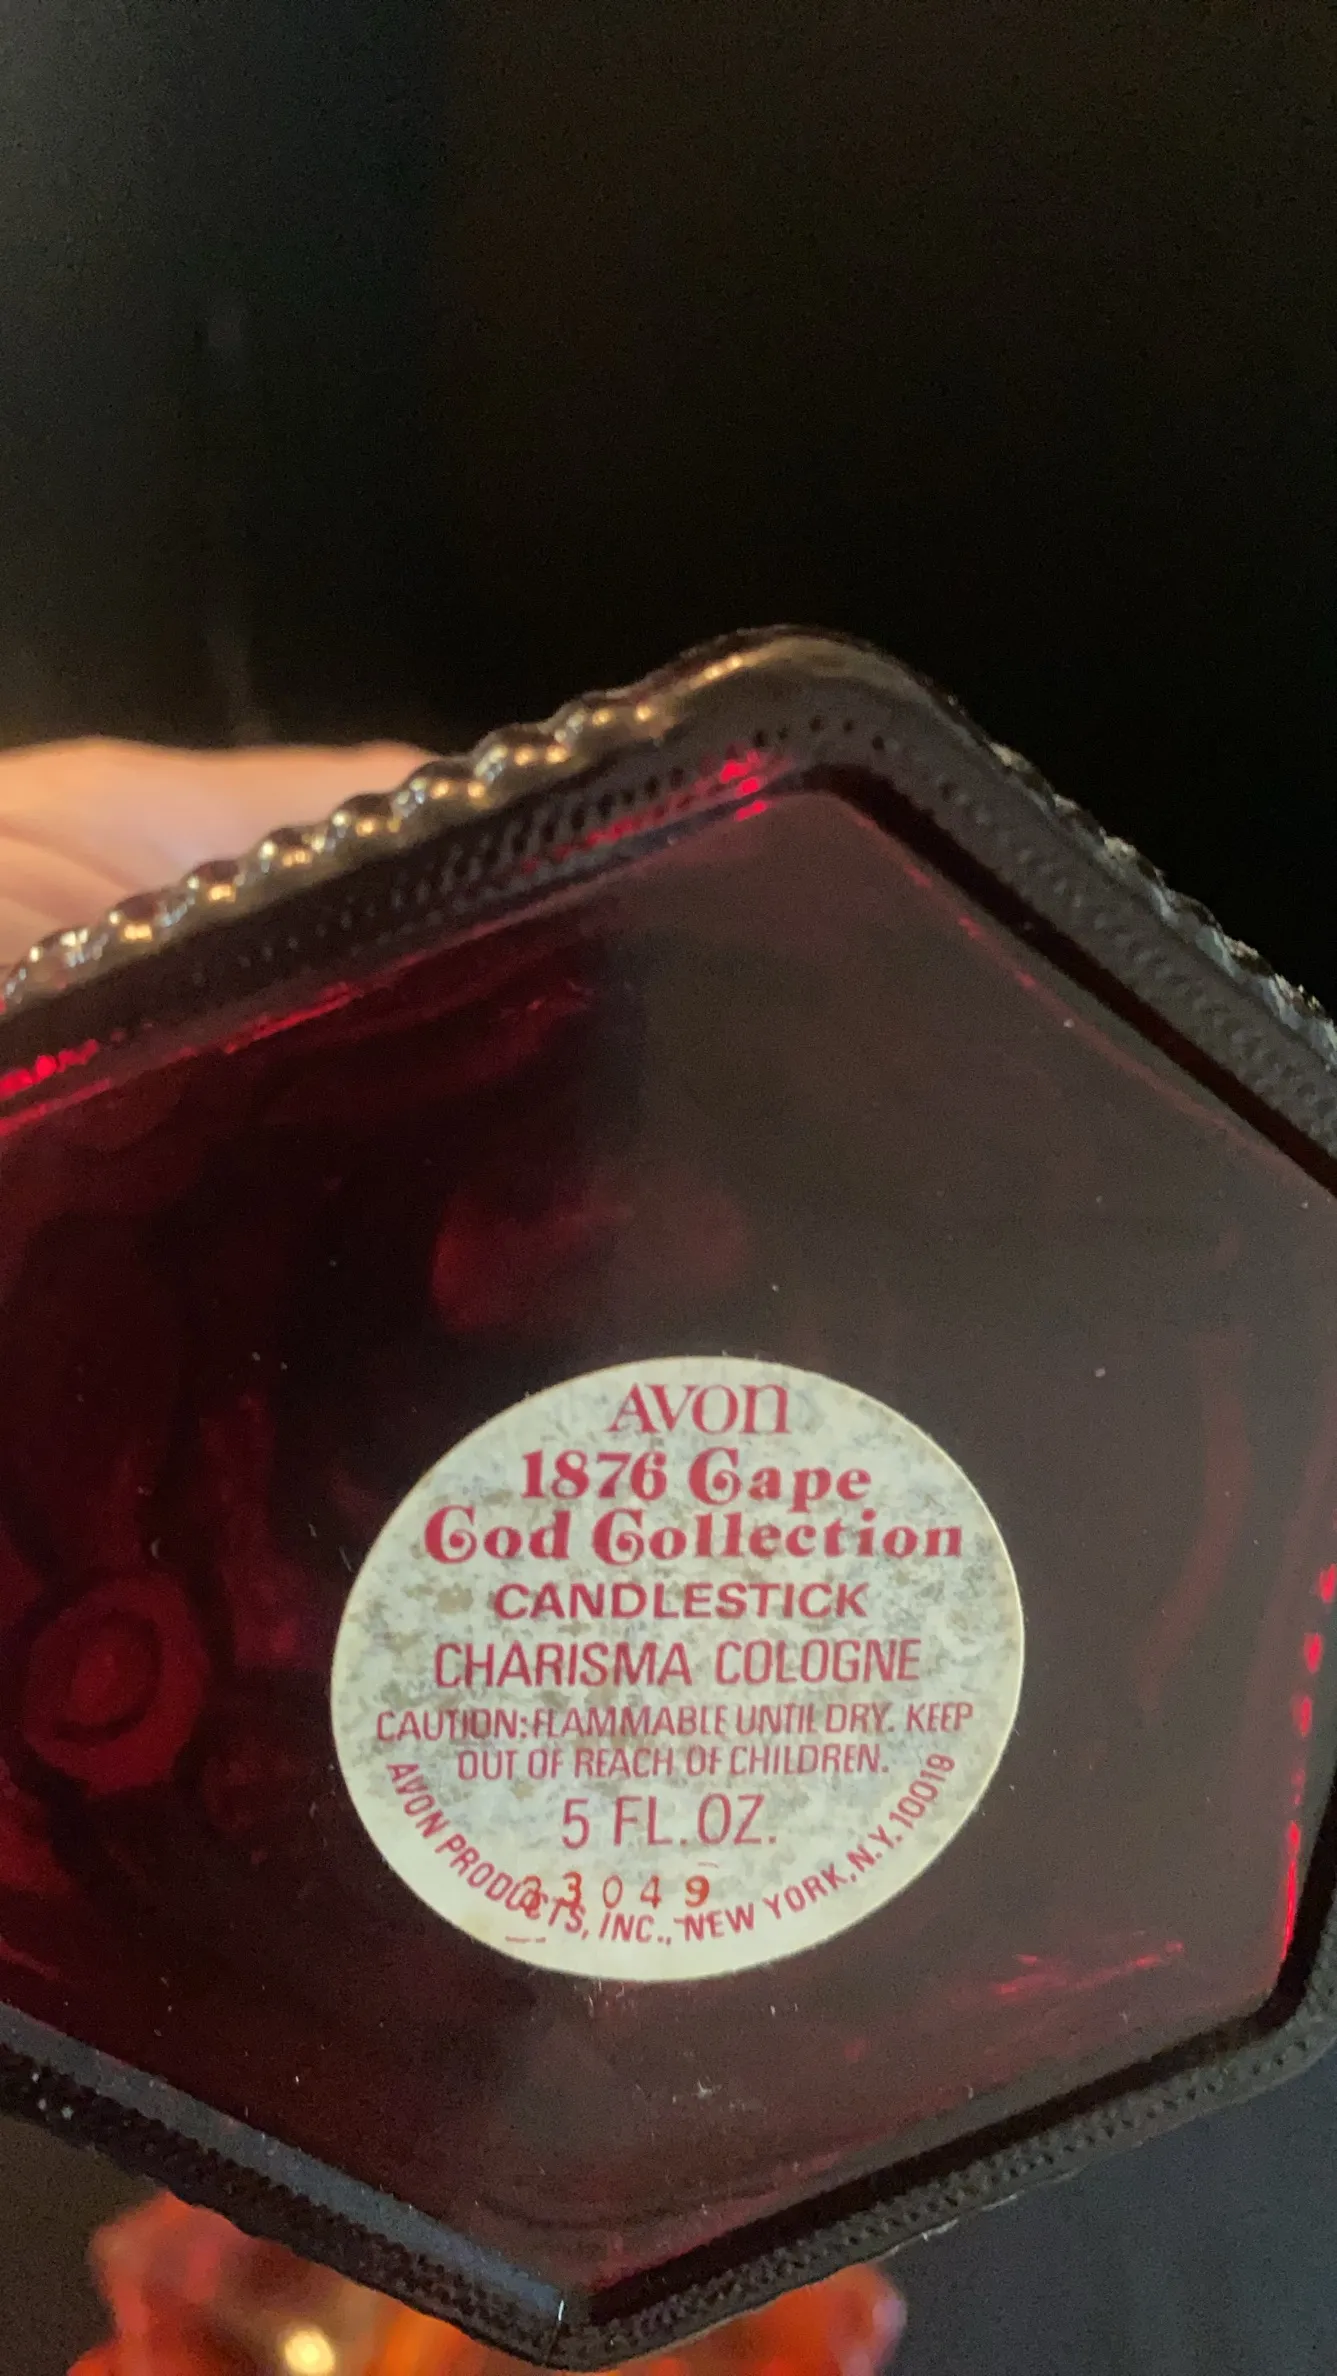 AVON
1876 Cape
Cod Collection
CANDLESTICK
CHARISMA COLOGNE
CAUTION: FLAMMABLE UNTIL DRY. KEEP
OUT OF REACH OF CHILDREN.
5 FL. OZ.
23049
AVON PRODUCTS, INC., NEW YORK, N.Y. 10019